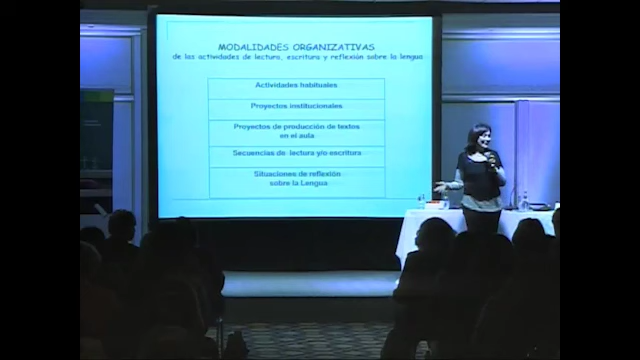 MODALIDADES ORGANIZATIVAS
de las actividades de lectura, escritura y reflexión sobre la lengua
Actividades habituales
Proyectos institucionales
Proyectos de producción de textos
en el aula
Secuencias de lectura y/o escritura
Situaciones de reflexión
sobre la Lengua